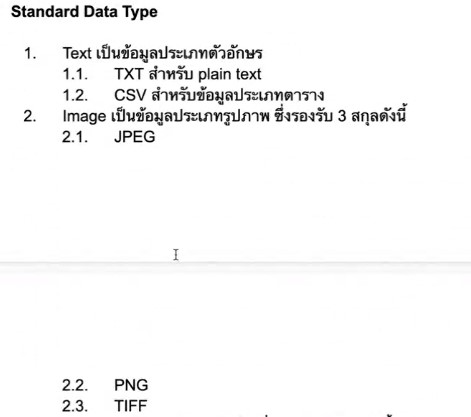 Standard Data Type
1. Text เป็นข้อมูลประเภทตัวอักษร
1.1. TXT สำหรับ plain text
1.2. CSV สำหรับข้อมูลประเภทตาราง
2. Image เป็นข้อมูลประเภทรูปภาพ ซึ่งรองรับ 3 สกุลดังนี้
2.1. JPEG
2.2. PNG
2.3. TIFF